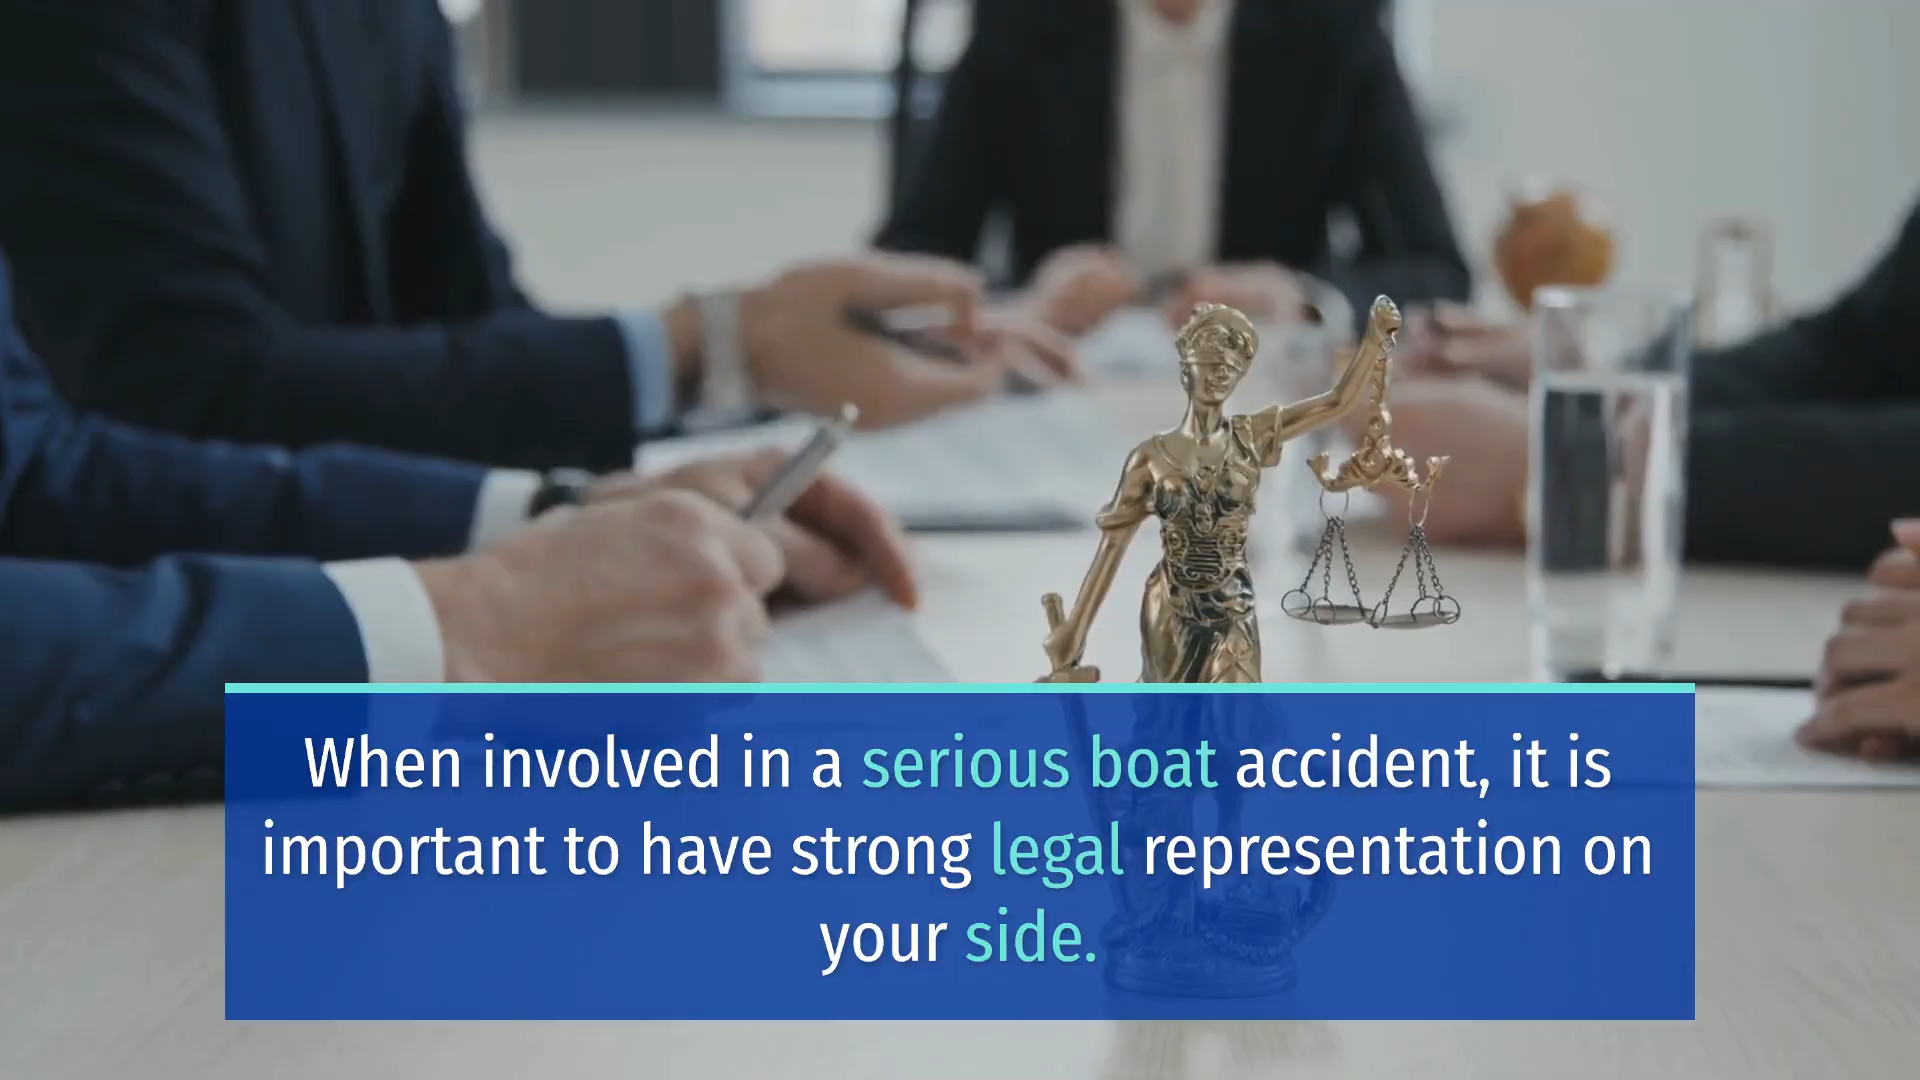 When involved in a serious boat accident, it is
important to have strong legal representation on
your side.